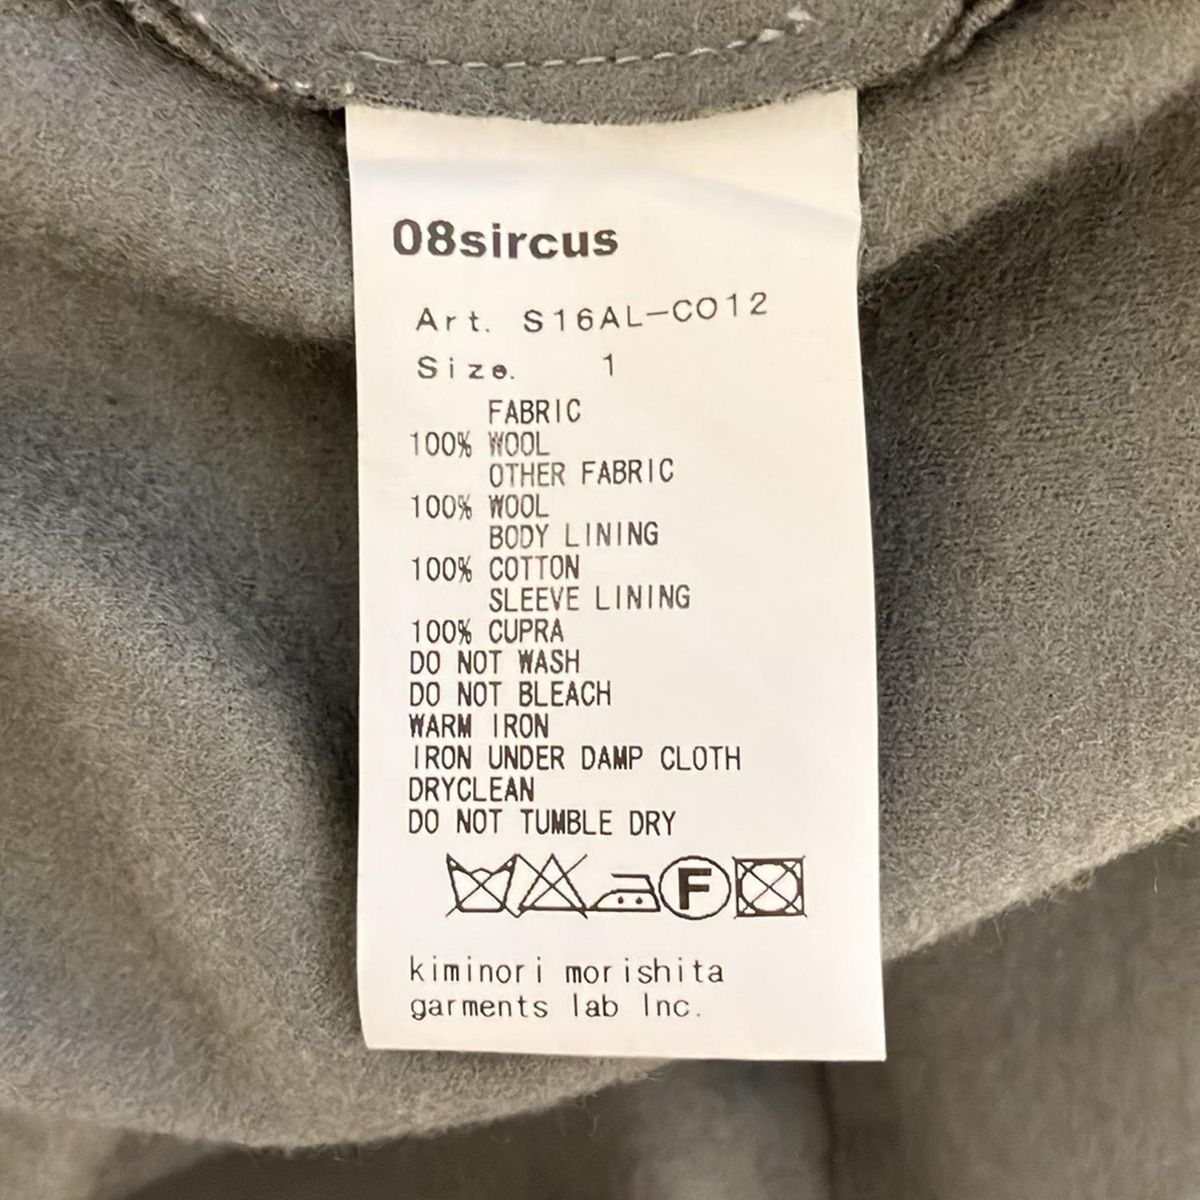 08sircus
Art. S16AL-CO12
Size. 1
FABRIC
100% WOOL
OTHER FABRIC
100% WOOL
BODY LINING
100% COTTON
SLEEVE LINING
100% CUPRA
DO NOT WASH
DO NOT BLEACH
WARM IRON
IRON UNDER DAMP CLOTH
DRYCLEAN
DO NOT TUMBLE DRY
F
kiminori morishita
garments lab Inc.